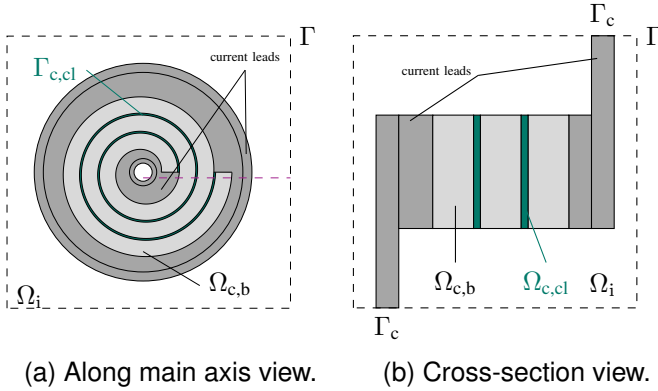 Γ
Γc,cl
current leads
Ωc,b
Ωi
(a) Along main axis view.
Γc
Γ
current leads
Ωc,b
Ωc,cl
Ωi
Γc
(b) Cross-section view.